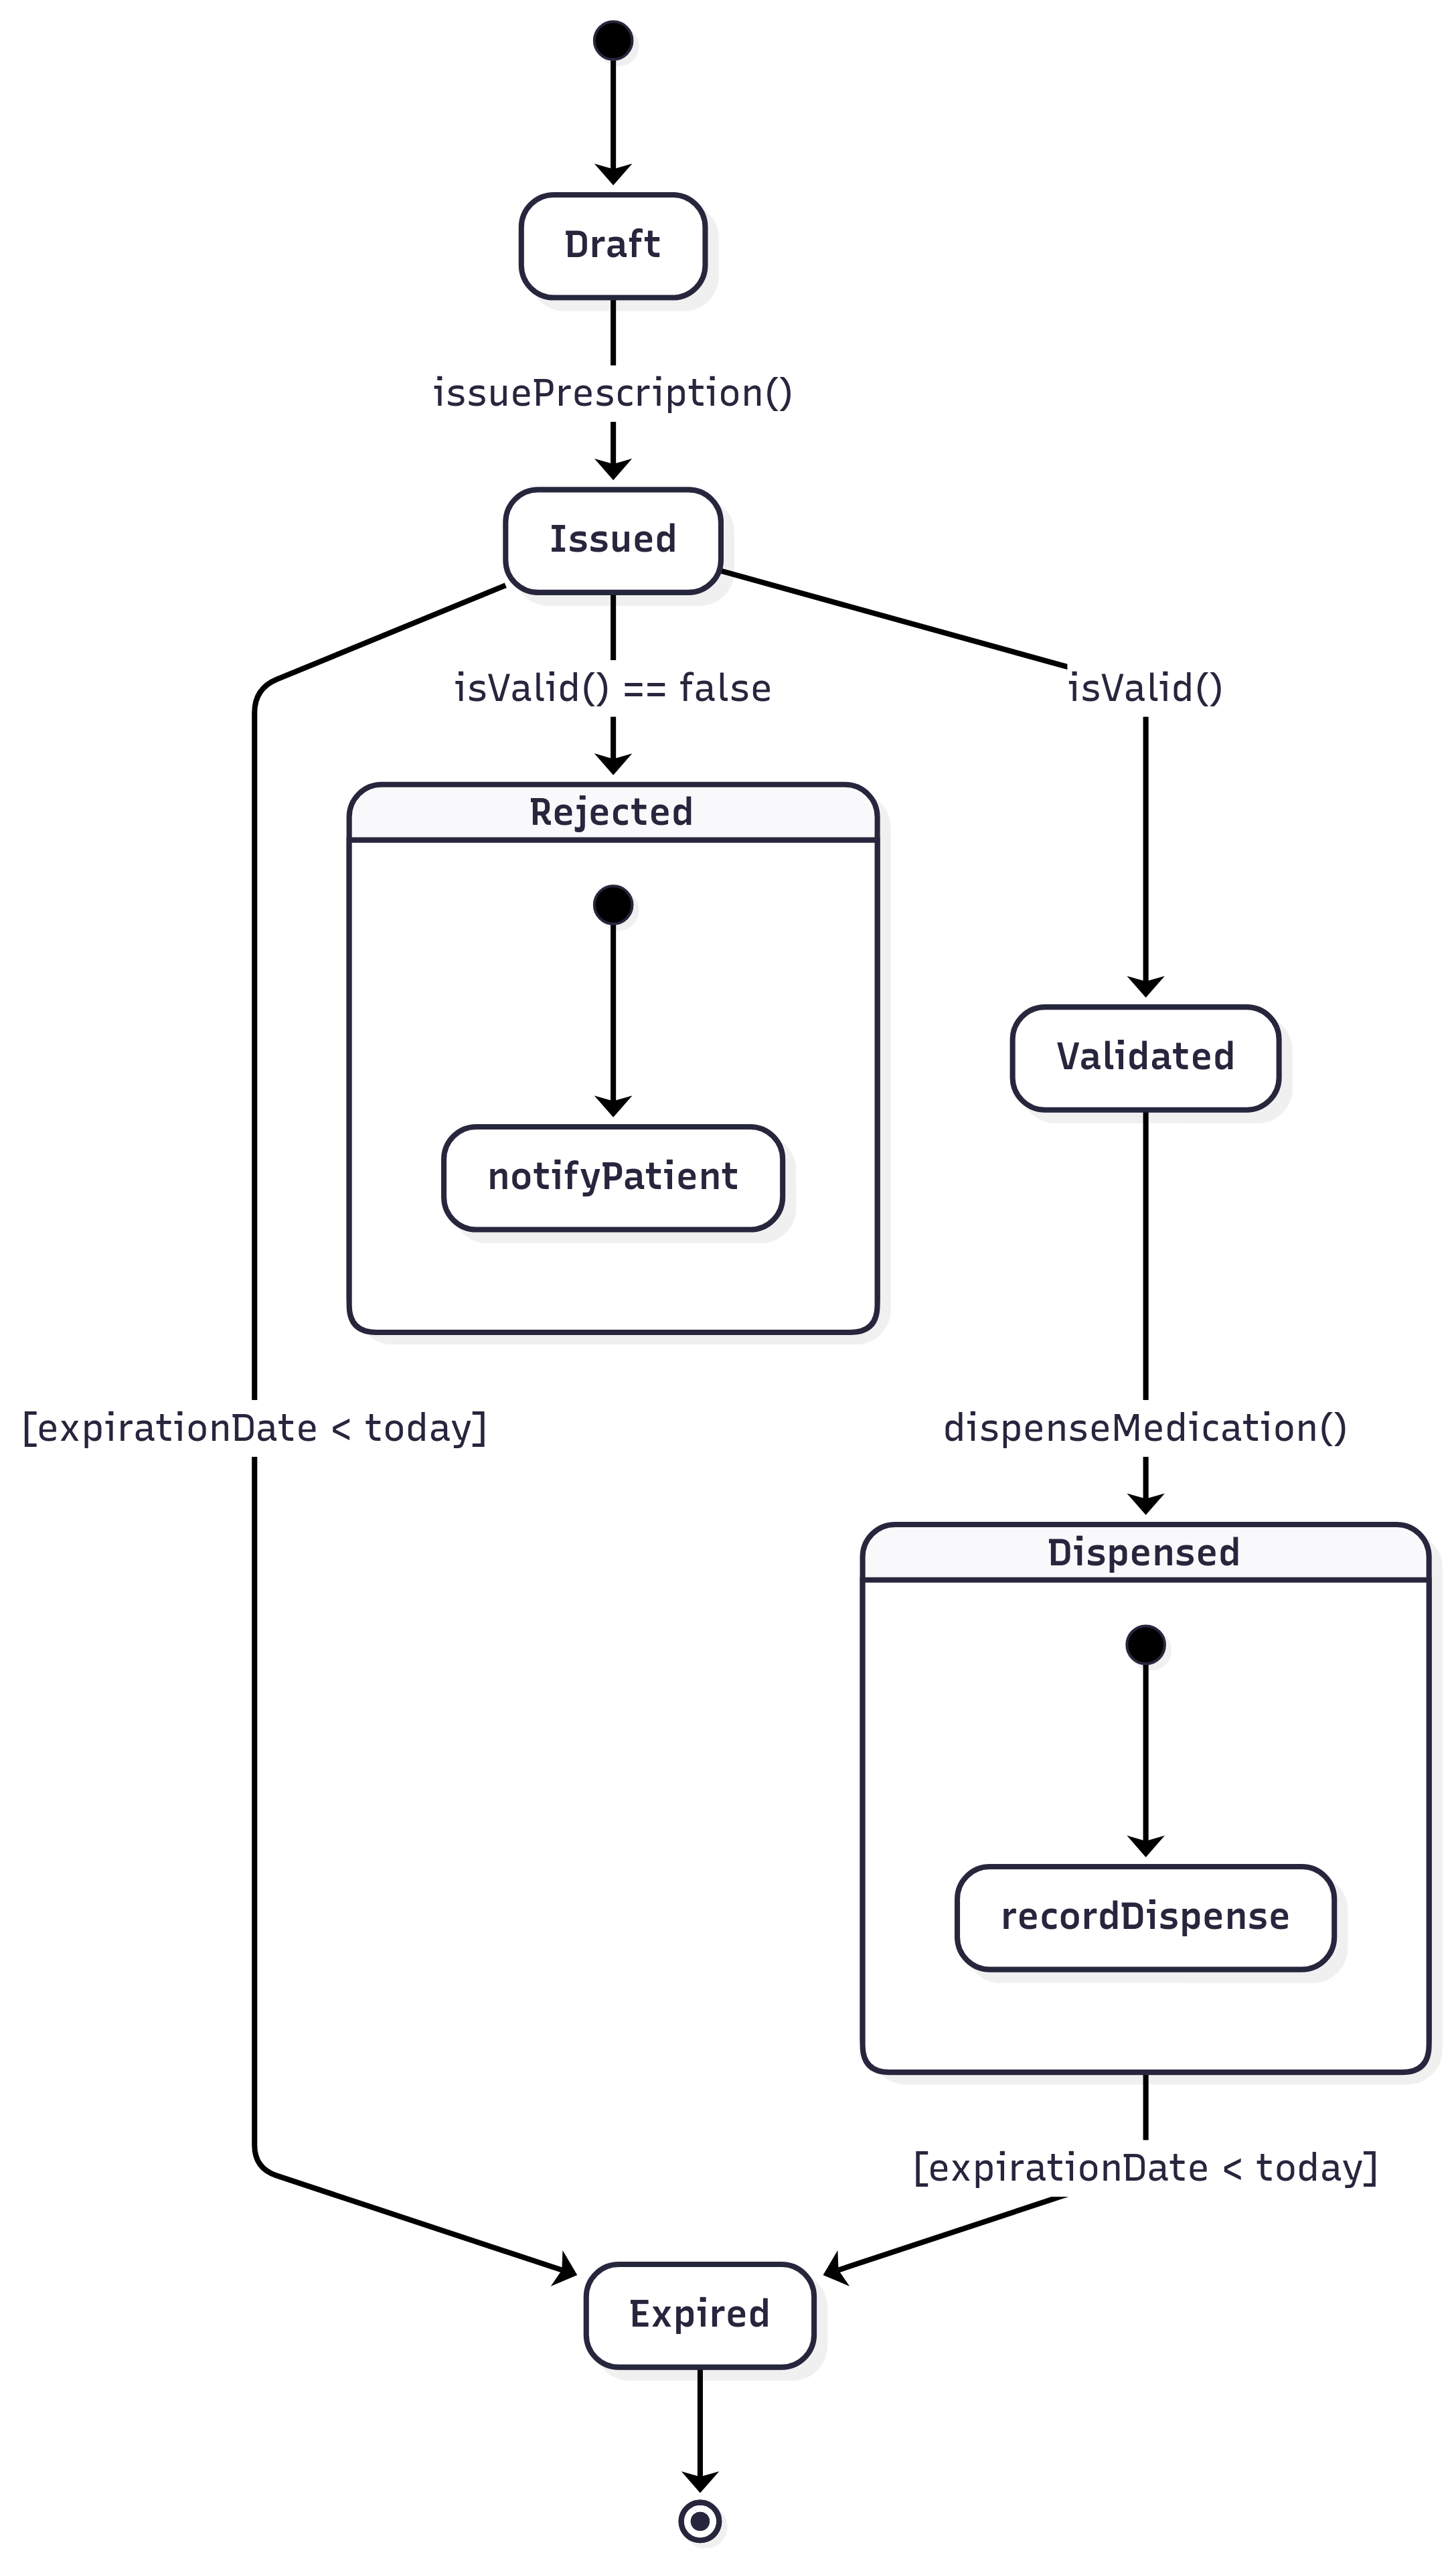 Draft
issuePrescription()
Issued
isValid() == false
isValid()
Rejected
notifyPatient
Validated
[expirationDate < today]
dispenseMedication()
Dispensed
recordDispense
[expirationDate < today]
Expired